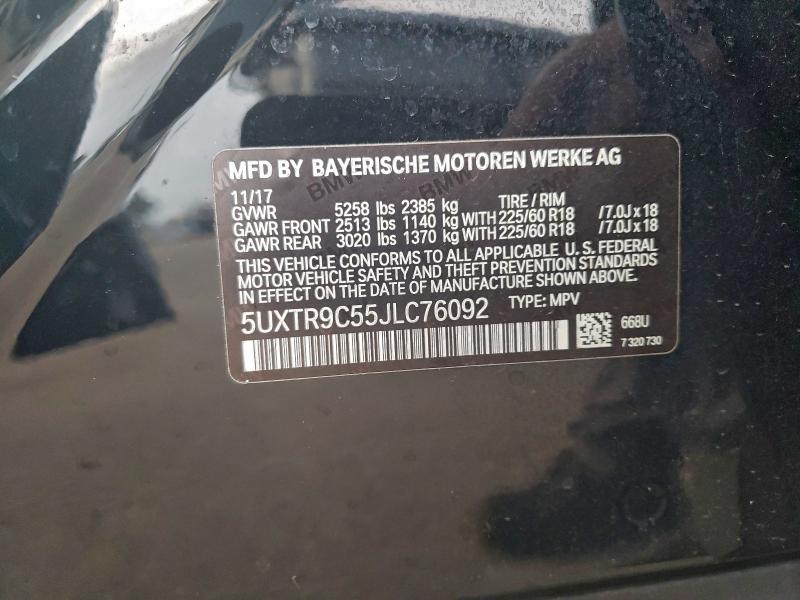 MFD BY BAYERISCHE MOTOREN WERKE AG
11/17 TIRE / RIM
GVWR 5258 lbs 2385 kg
GAWR FRONT 2513 lbs 1140 kg WITH 225/60 R18 /7.0J x 18
GAWR REAR 3020 lbs 1370 kg WITH 225/60 R18 /7.0J x 18
THIS VEHICLE CONFORMS TO ALL APPLICABLE U. S. FEDERAL
MOTOR VEHICLE SAFETY AND THEFT PREVENTION STANDARDS
IN EFFECT ON THE DATE OF MANUFACTURE SHOWN ABOVE.
5UXTR9C55JLC76092 TYPE: MPV
668U
7 320 730